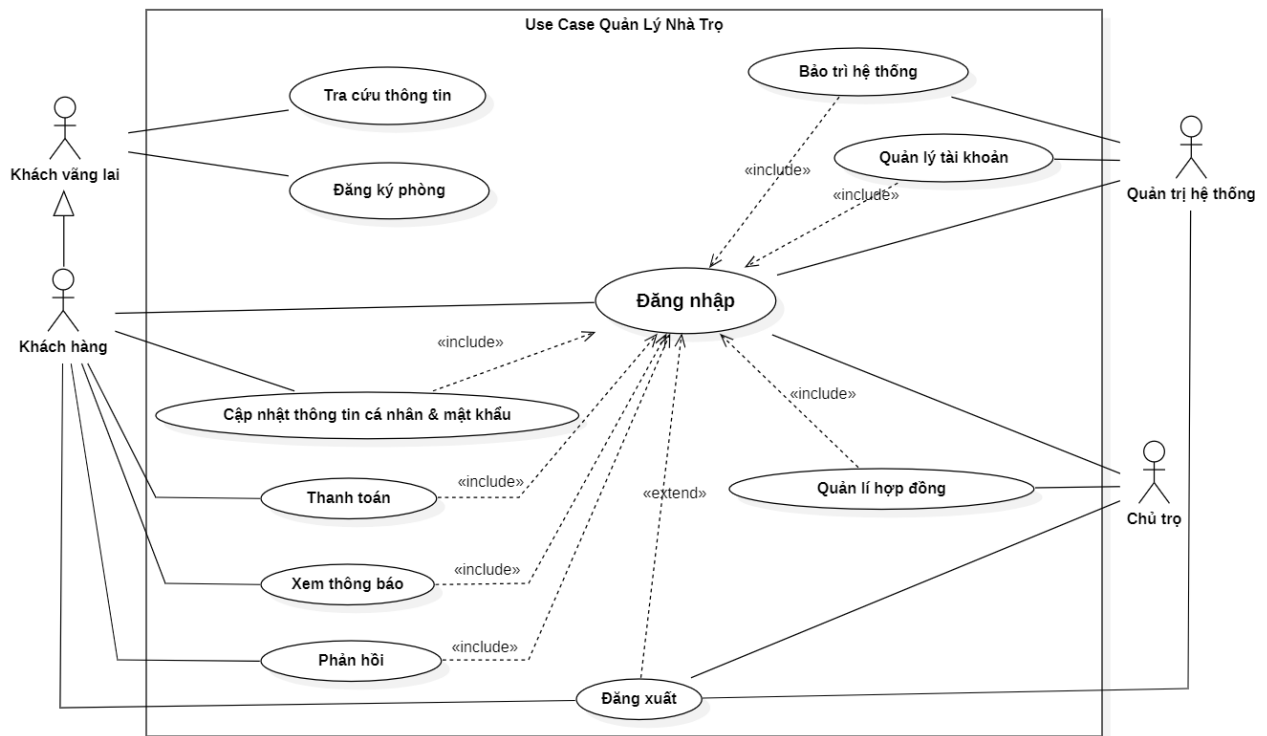 Use Case Quản Lý Nhà Trọ
Bảo trì hệ thống
Tra cứu thông tin
Quản lý tài khoản
«include»
Khách vãng lai
Đăng ký phòng
«include»
Quản trị hệ thống
Đăng nhập
Khách hàng
«include»
«include»
Cập nhật thông tin cá nhân & mật khẩu
«include»
Thanh toán
«extend»
Quản lí hợp đồng
Chủ trọ
«include»
Xem thông báo
«include»
Phản hồi
Đăng xuất